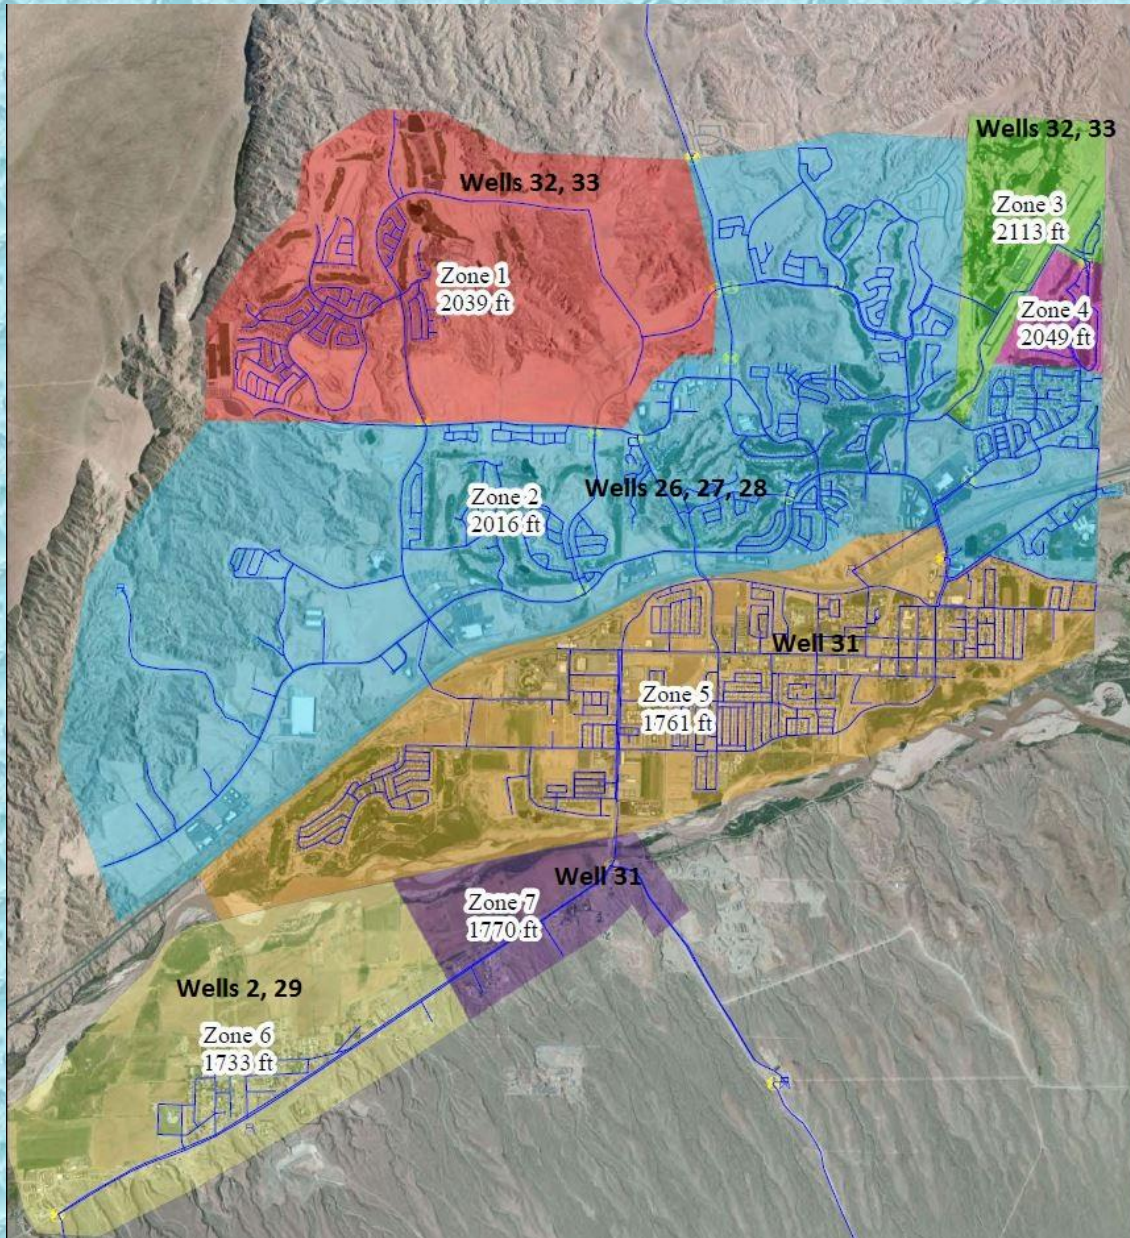 Wells 32, 33
Wells 32, 33
Zone 3
2113 ft
Zone 1
2039 ft
Zone 4
2049 ft
Zone 2
2016 ft
Wells 26, 27, 28
Well 31
Zone 5
1761 ft
Well 31
Zone 7
1770 ft
Wells 2, 29
Zone 6
1733 ft